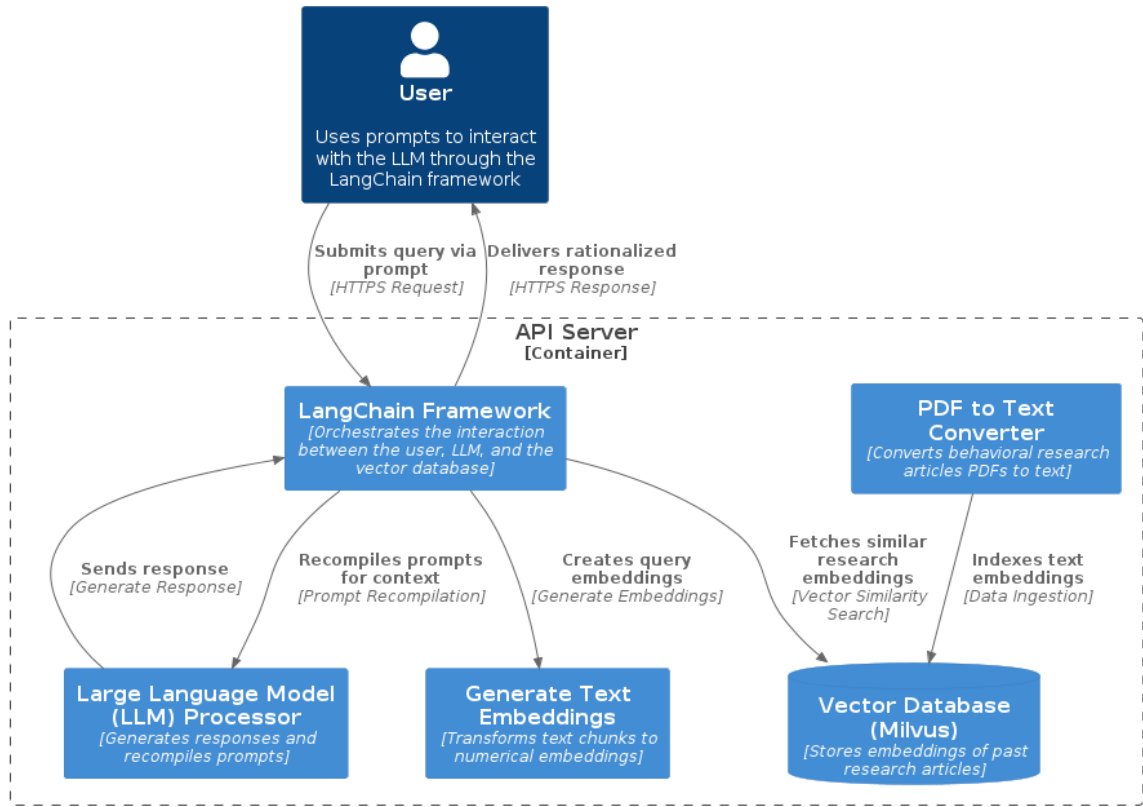 User
Uses prompts to interact
with the LLM through the
LangChain framework
Submits query via
prompt
[HTTPS Request]
Delivers rationalized
response
[HTTPS Response]
API Server
[Container]
LangChain Framework
[Orchestrates the interaction
between the user, LLM, and the
vector database]
PDF to Text
Converter
[Converts behavioral research
articles PDFs to text]
Sends response
[Generate Response]
Recompiles prompts
for context
[Prompt Recompilation]
Creates query
embeddings
[Generate Embeddings]
Fetches similar
research
embeddings
[Vector Similarity
Search]
Indexes text
embeddings
[Data Ingestion]
Large Language Model
(LLM) Processor
[Generates responses and
recompiles prompts]
Generate Text
Embeddings
[Transforms text chunks to
numerical embeddings]
Vector Database
(Milvus)
[Stores embeddings of past
research articles]